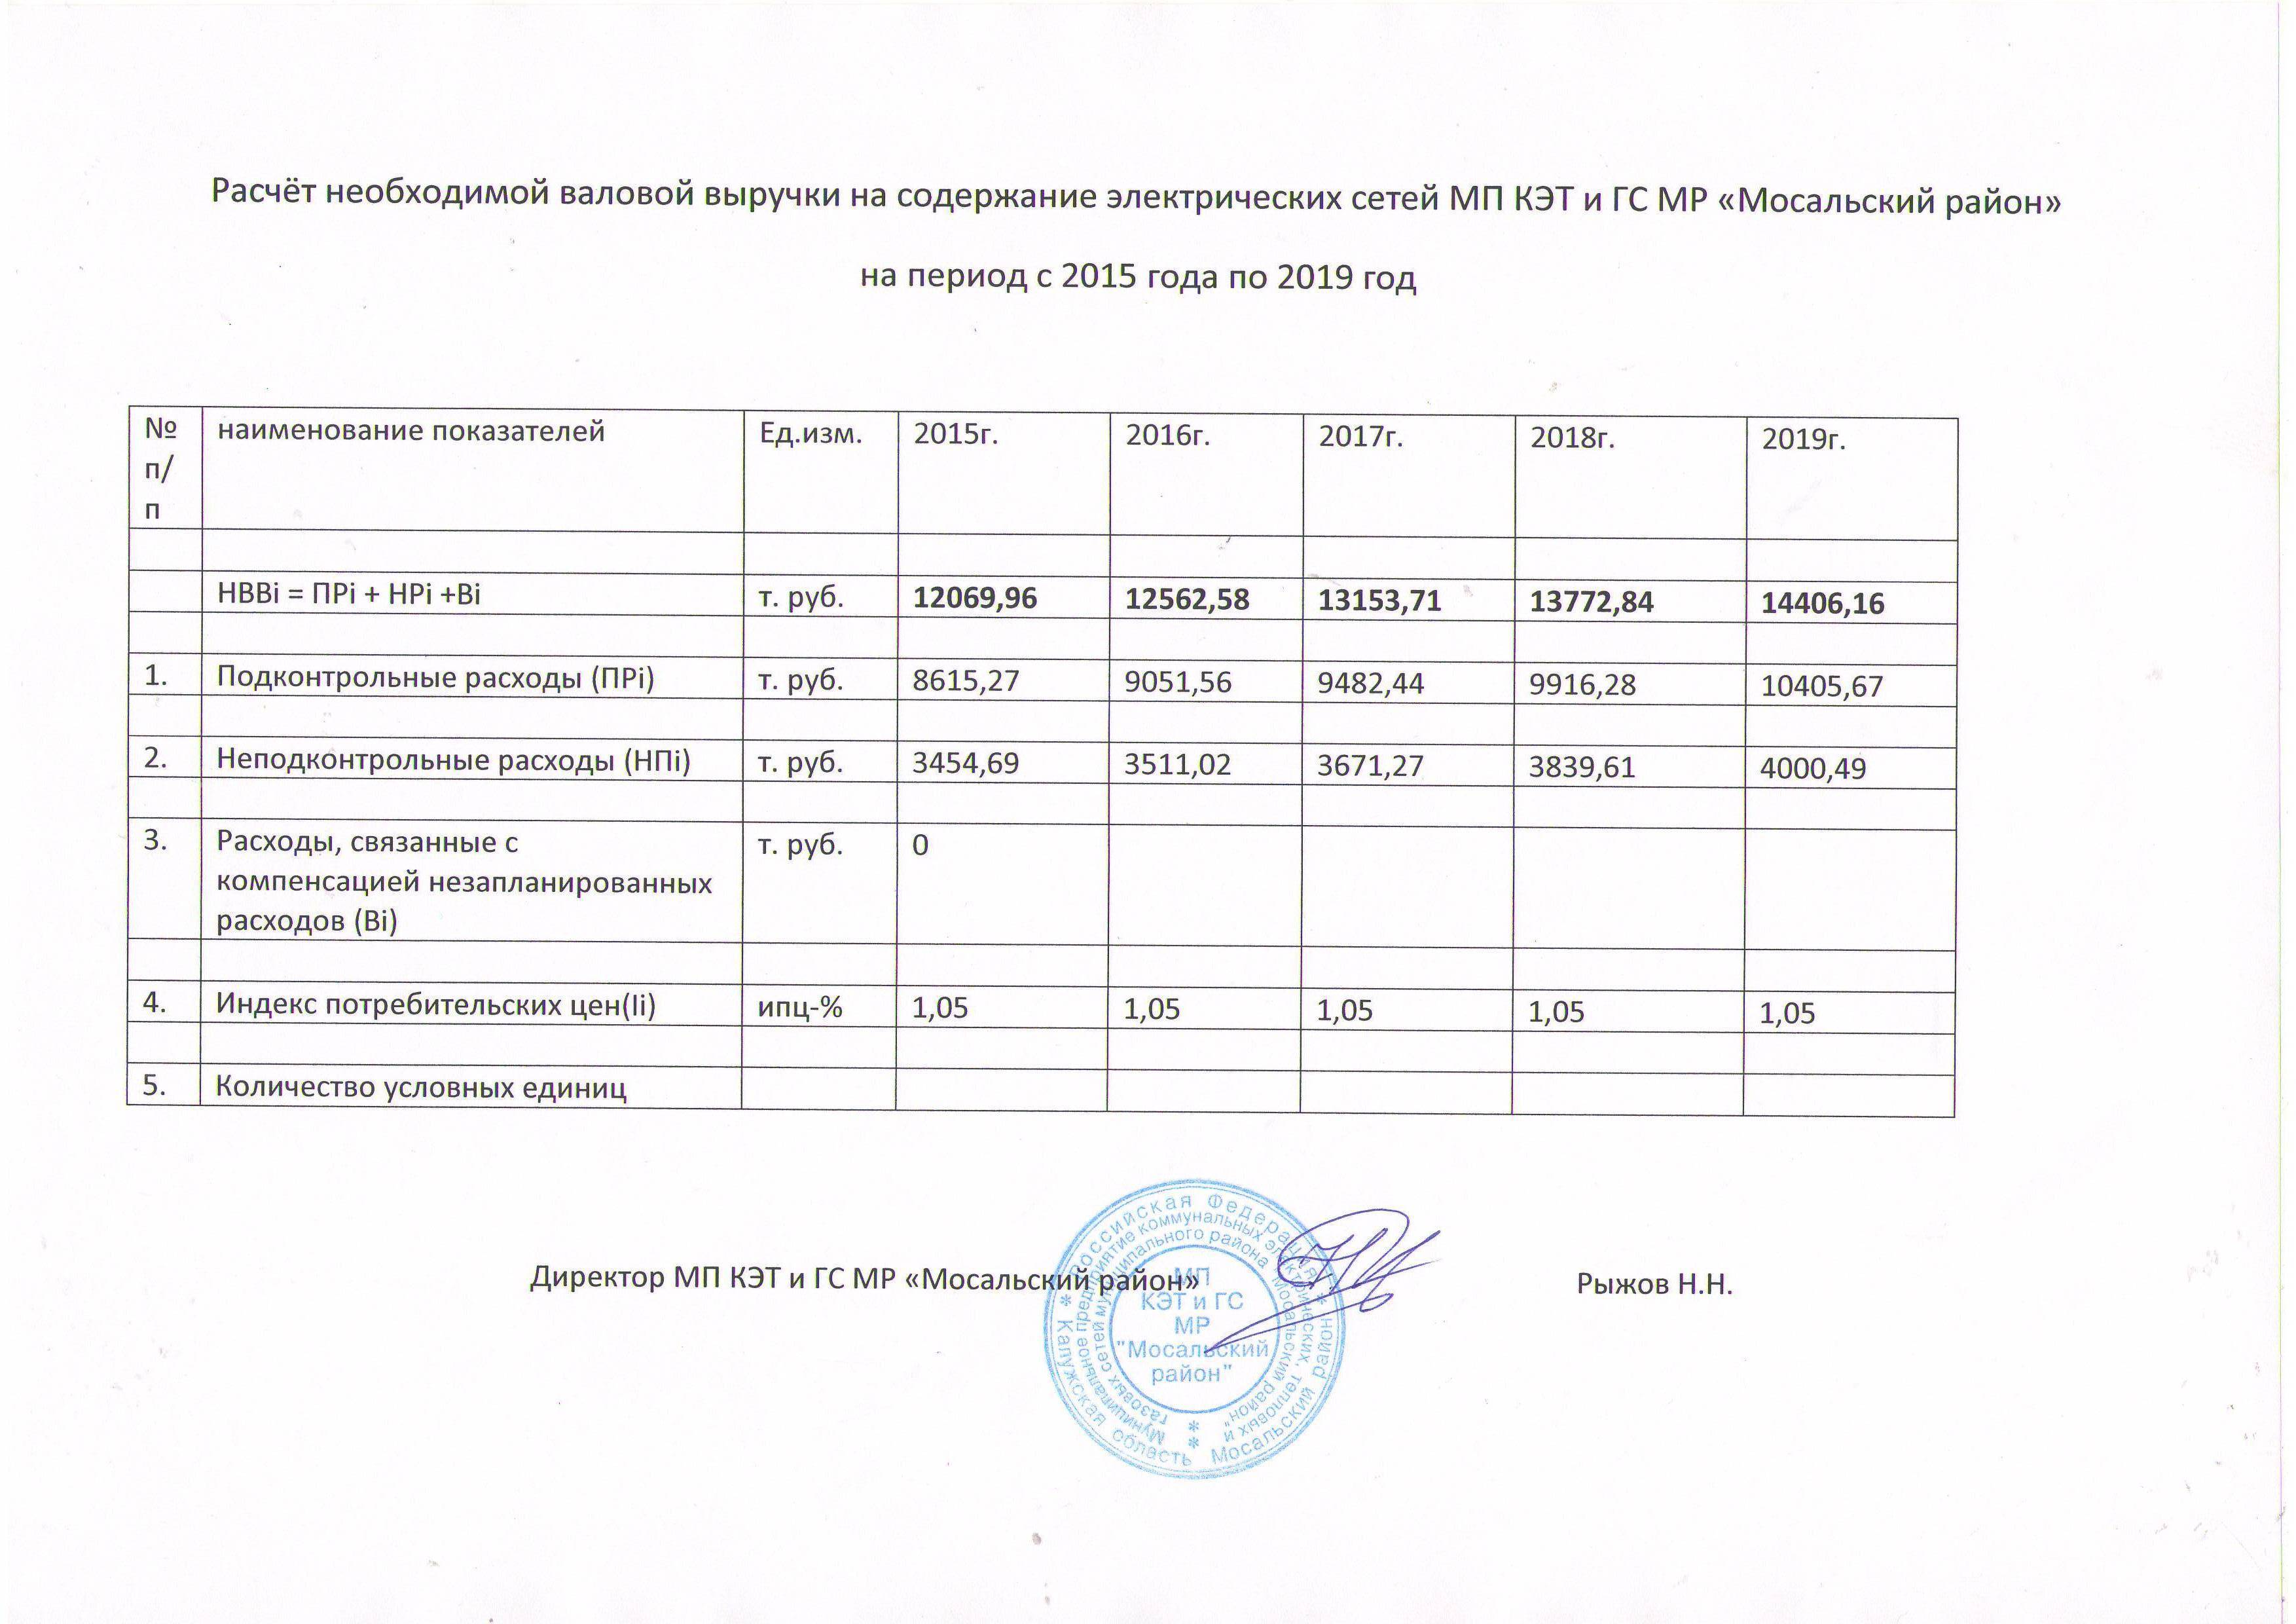 Расчёт необходимой валовой выручки на содержание электрических сетей МП КЭТ и ГС МР «Мосальский район»
на период с 2015 года по 2019 год
№ п/п наименование показателей Ед.изм. 2015г. 2016г. 2017г. 2018г. 2019г.
НВВi = ПРi + НРi +Вi т. руб. 12069,96 12562,58 13153,71 13772,84 14406,16
1. Подконтрольные расходы (ПРi) т. руб. 8615,27 9051,56 9482,44 9916,28 10405,67
2. Неподконтрольные расходы (НПi) т. руб. 3454,69 3511,02 3671,27 3839,61 4000,49
3. Расходы, связанные с т. руб. 0
компенсацией незапланированных
расходов (Вi)
4. Индекс потребительских цен(Ii) ипц-% 1,05 1,05 1,05 1,05 1,05
5. Количество условных единиц
Директор МП КЭТ и ГС МР «Мосальский район» Рыжов Н.Н.
* Российская Федерация * Калужская область Мосальский район
Муниципальное предприятие коммунальных электрических, тепловых и
газовых сетей муниципального района "Мосальский район"
МП
КЭТ и ГС
МР
"Мосальский
район"